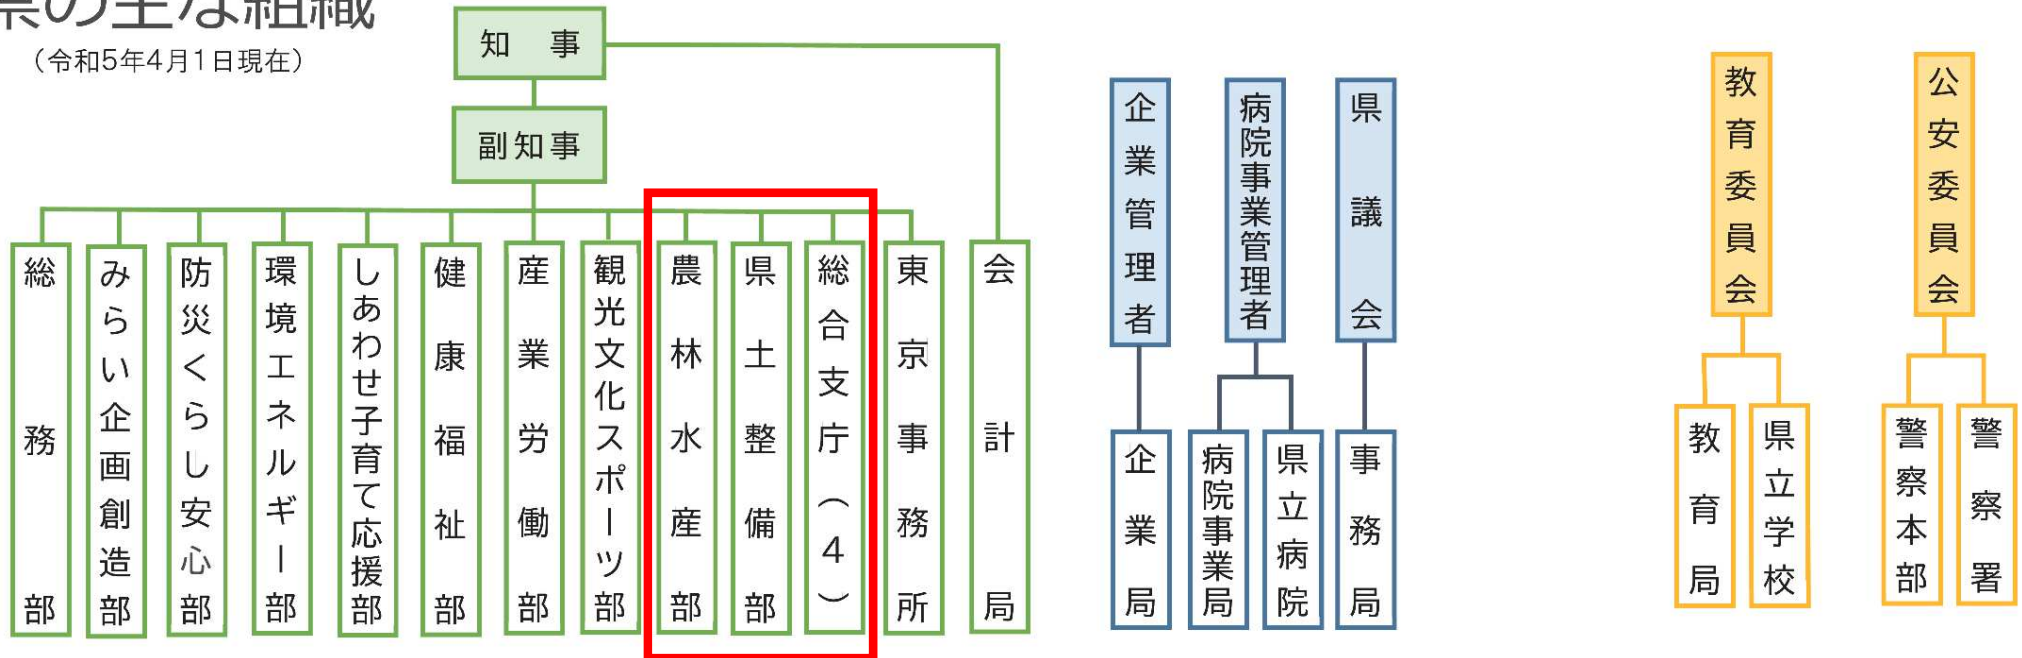 県の主な組織
（令和5年4月1日現在）
知事
副知事
総務部
みらい企画創造部
防災くらし安心部
環境エネルギー部
しあわせ子育て応援部
健康福祉部
産業労働部
観光文化スポーツ部
農林水産部
県土整備部
総合支庁（4）
東京事務所
会計局
企業管理者
病院事業管理者
県議会
企業局
病院事業局
県立病院
事務局
教育委員会
公安委員会
教育局
県立学校
警察本部
警察署